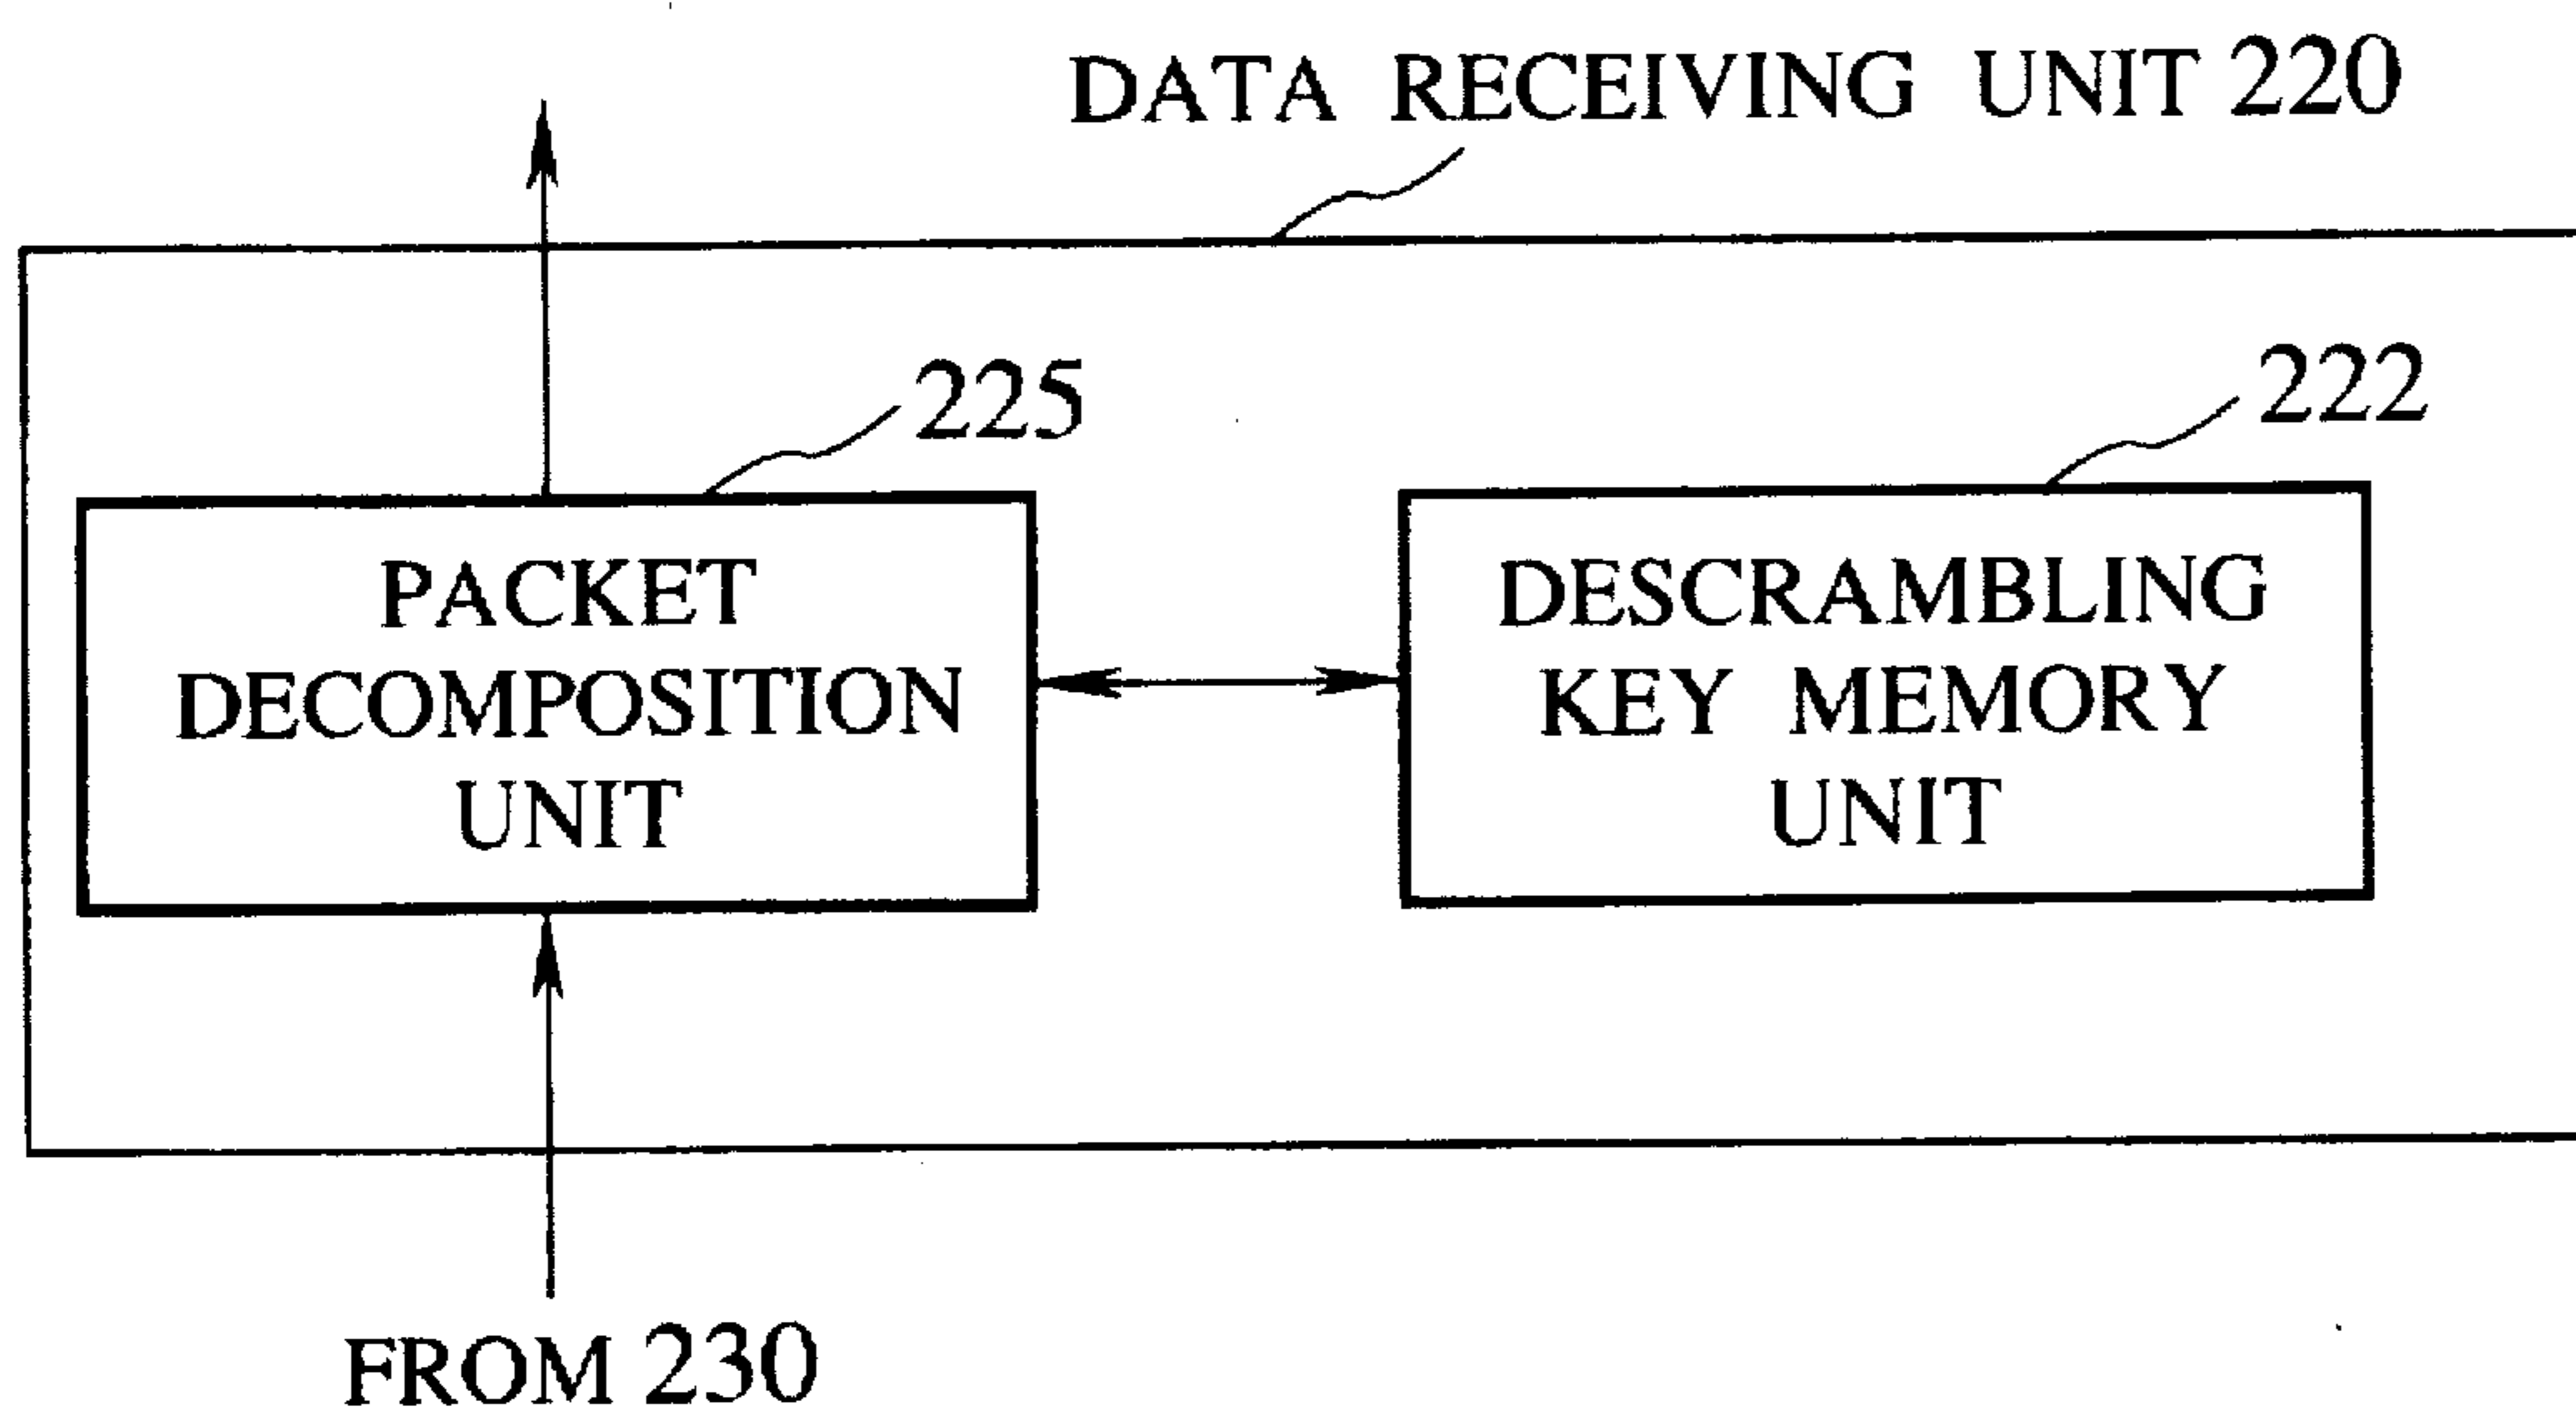 DATA RECEIVING UNIT 220
225
222
PACKET
DECOMPOSITION
UNIT
DESCRAMBLING
KEY MEMORY
UNIT
FROM 230